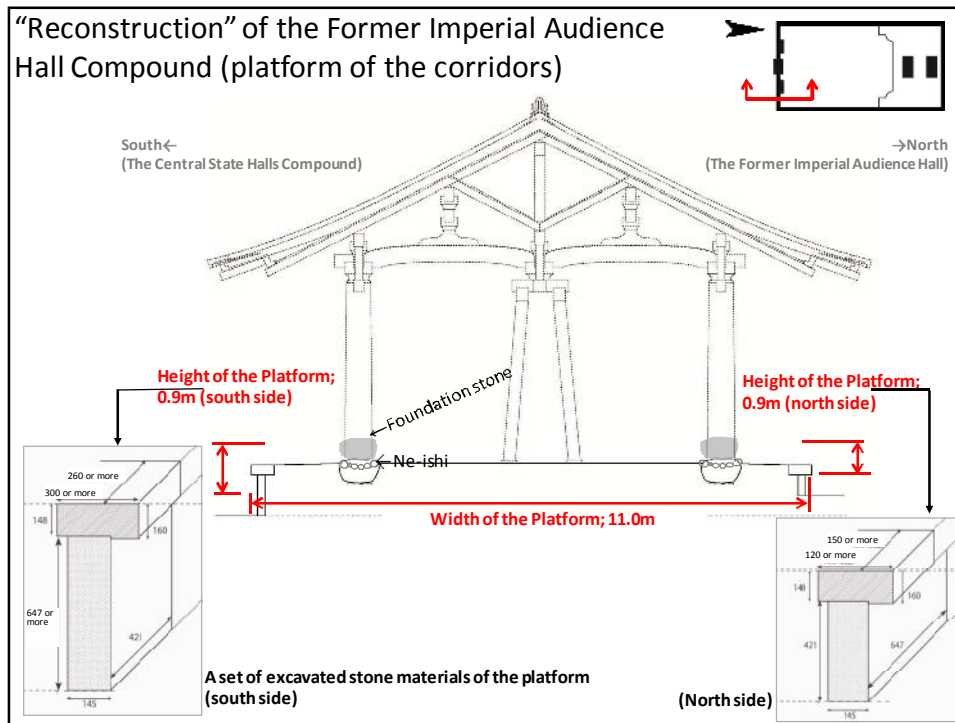 “Reconstruction” of the Former Imperial Audience
Hall Compound (platform of the corridors)
South←
(The Central State Halls Compound)
→North
(The Former Imperial Audience Hall)
Height of the Platform;
0.9m (south side)
Height of the Platform;
0.9m (north side)
Foundation stone
Ne-ishi
Width of the Platform; 11.0m
260 or more
300 or more
148
160
647 or
more
421
145
150 or more
120 or more
148
160
421
647
145
A set of excavated stone materials of the platform
(south side)
(North side)